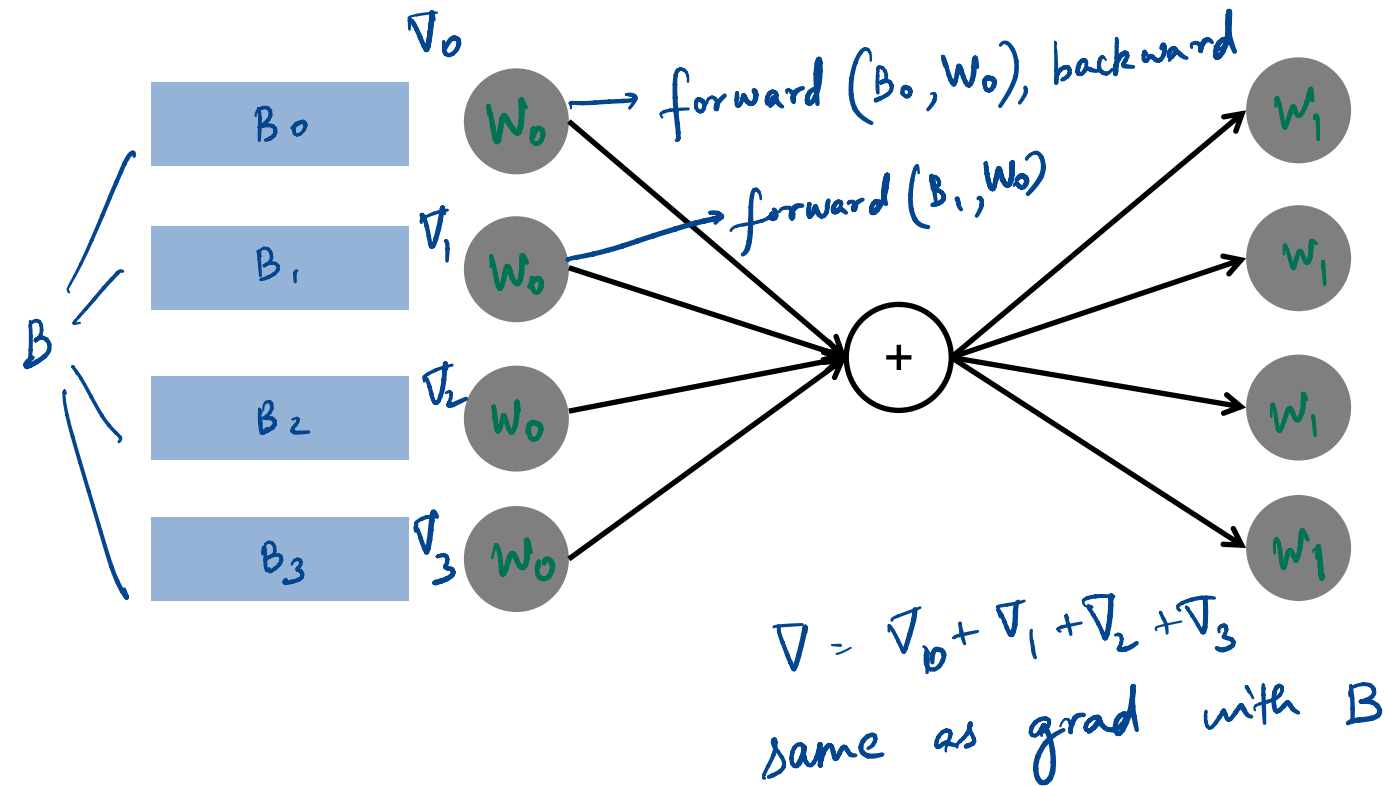 ∇0
B0 W0 → forward (B0, W0), backward W1
B1 ∇1 W0 → forward (B1, W0) W1
B
+
B2 ∇2 W0 W1
B3 ∇3 W0 W1
∇ = ∇0 + ∇1 + ∇2 + ∇3
same as grad with B